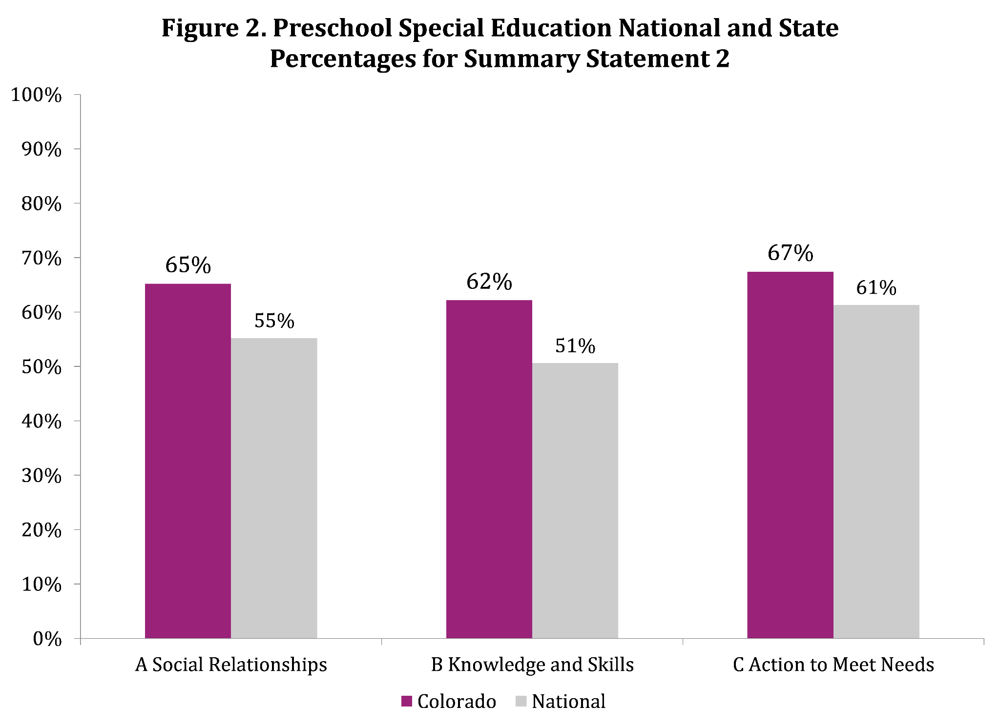 Figure 2. Preschool Special Education National and State
Percentages for Summary Statement 2
100%
90%
80%
70%
60%
50%
40%
30%
20%
10%
0%
65%
55%
62%
51%
67%
61%
A Social Relationships
B Knowledge and Skills
C Action to Meet Needs
Colorado
National